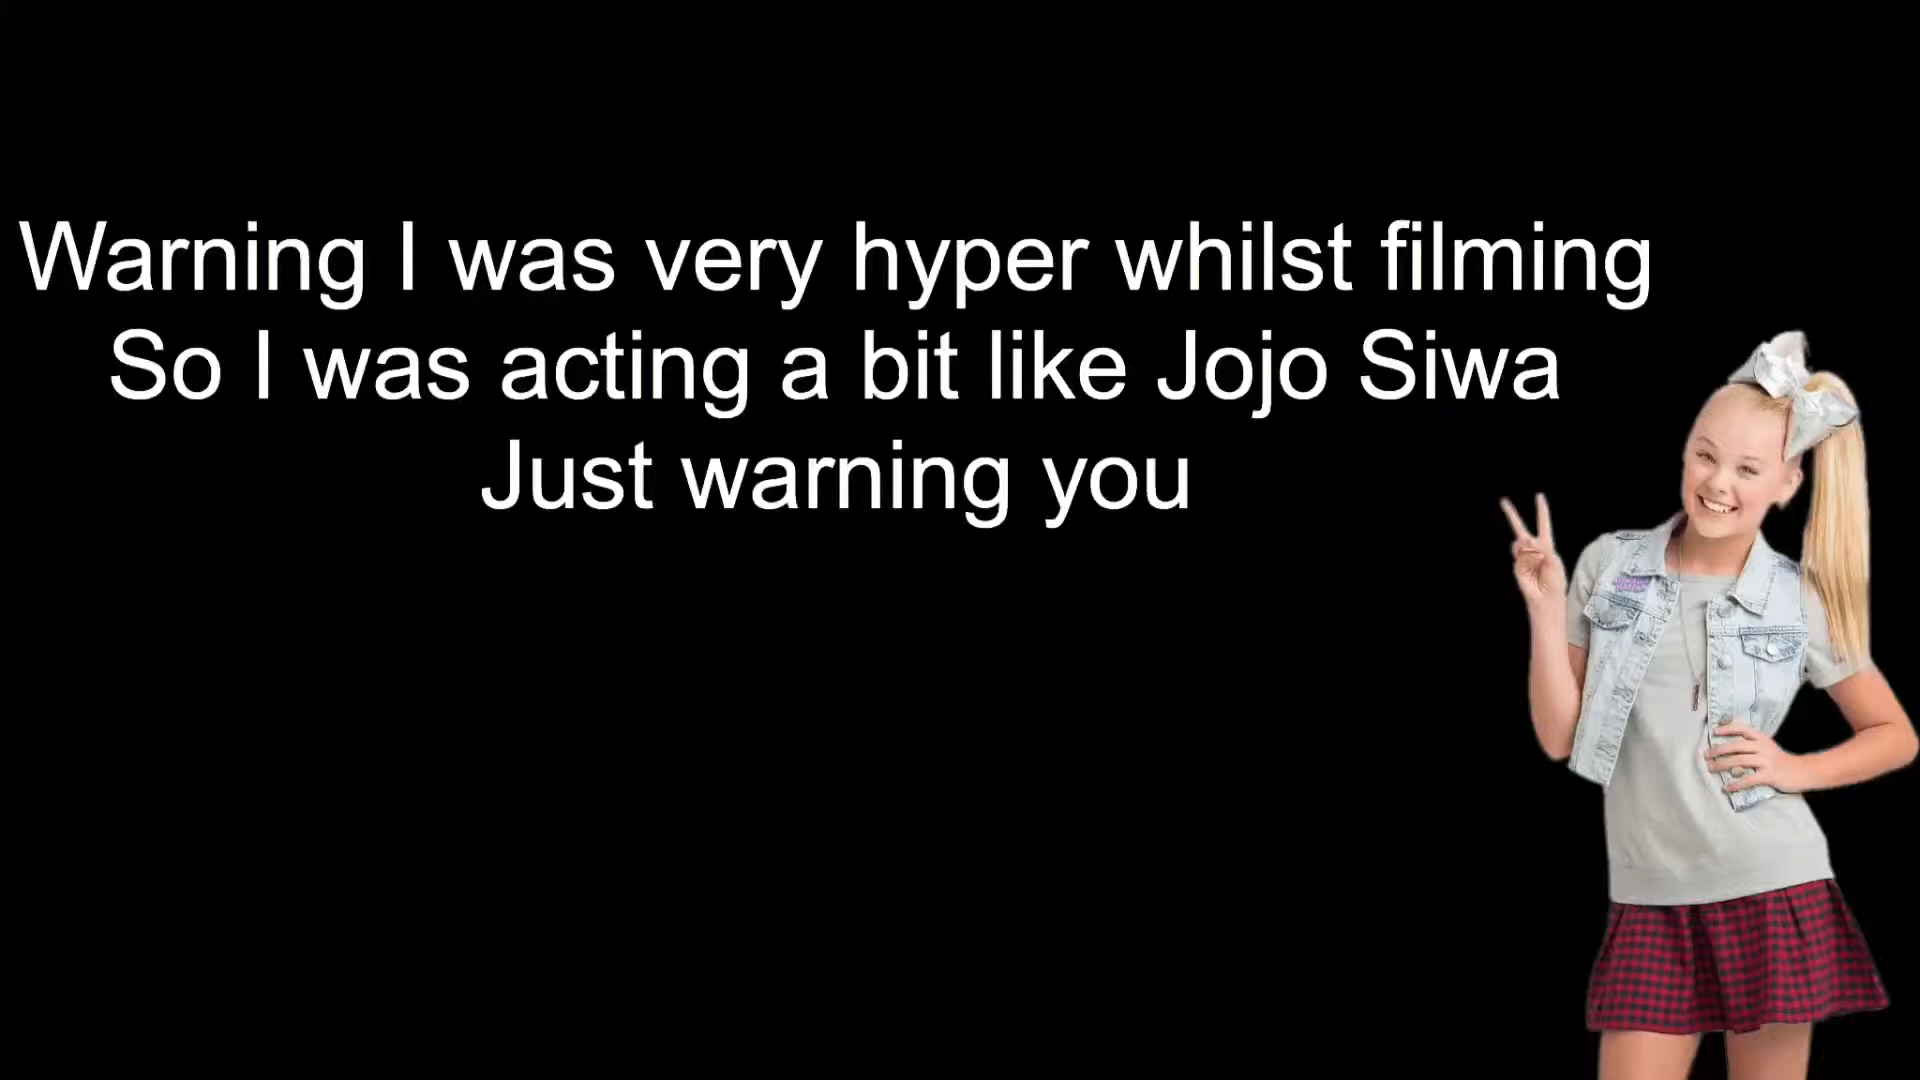 Warning I was very hyper whilst filming
So I was acting a bit like Jojo Siwa
Just warning you